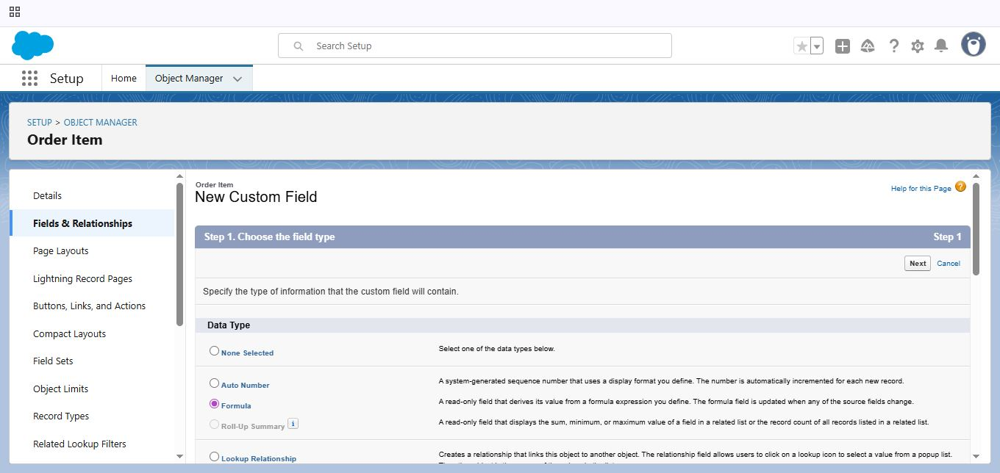 Search Setup
Setup
Home
Object Manager
SETUP > OBJECT MANAGER
Order Item
Details
Fields & Relationships
Page Layouts
Lightning Record Pages
Buttons, Links, and Actions
Compact Layouts
Field Sets
Object Limits
Record Types
Related Lookup Filters
Order Item
New Custom Field
Help for this Page ?
Step 1. Choose the field type
Step 1
Next Cancel
Specify the type of information that the custom field will contain.
Data Type
None Selected
Select one of the data types below.
Auto Number
A system-generated sequence number that uses a display format you define. The number is automatically incremented for each new record.
Formula
A read-only field that derives its value from a formula expression you define. The formula field is updated when any of the source fields change.
Roll-Up Summary i
A read-only field that displays the sum, minimum, or maximum value of a field in a related list or the record count of all records listed in a related list.
Lookup Relationship
Creates a relationship that links this object to another object. The relationship field allows users to click on a lookup icon to select a value from a popup list.